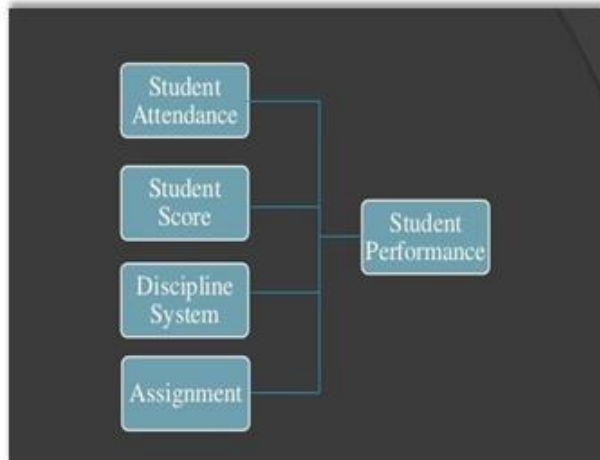 Student
Attendance
Student
Score
Discipline
System
Assignment
Student
Performance